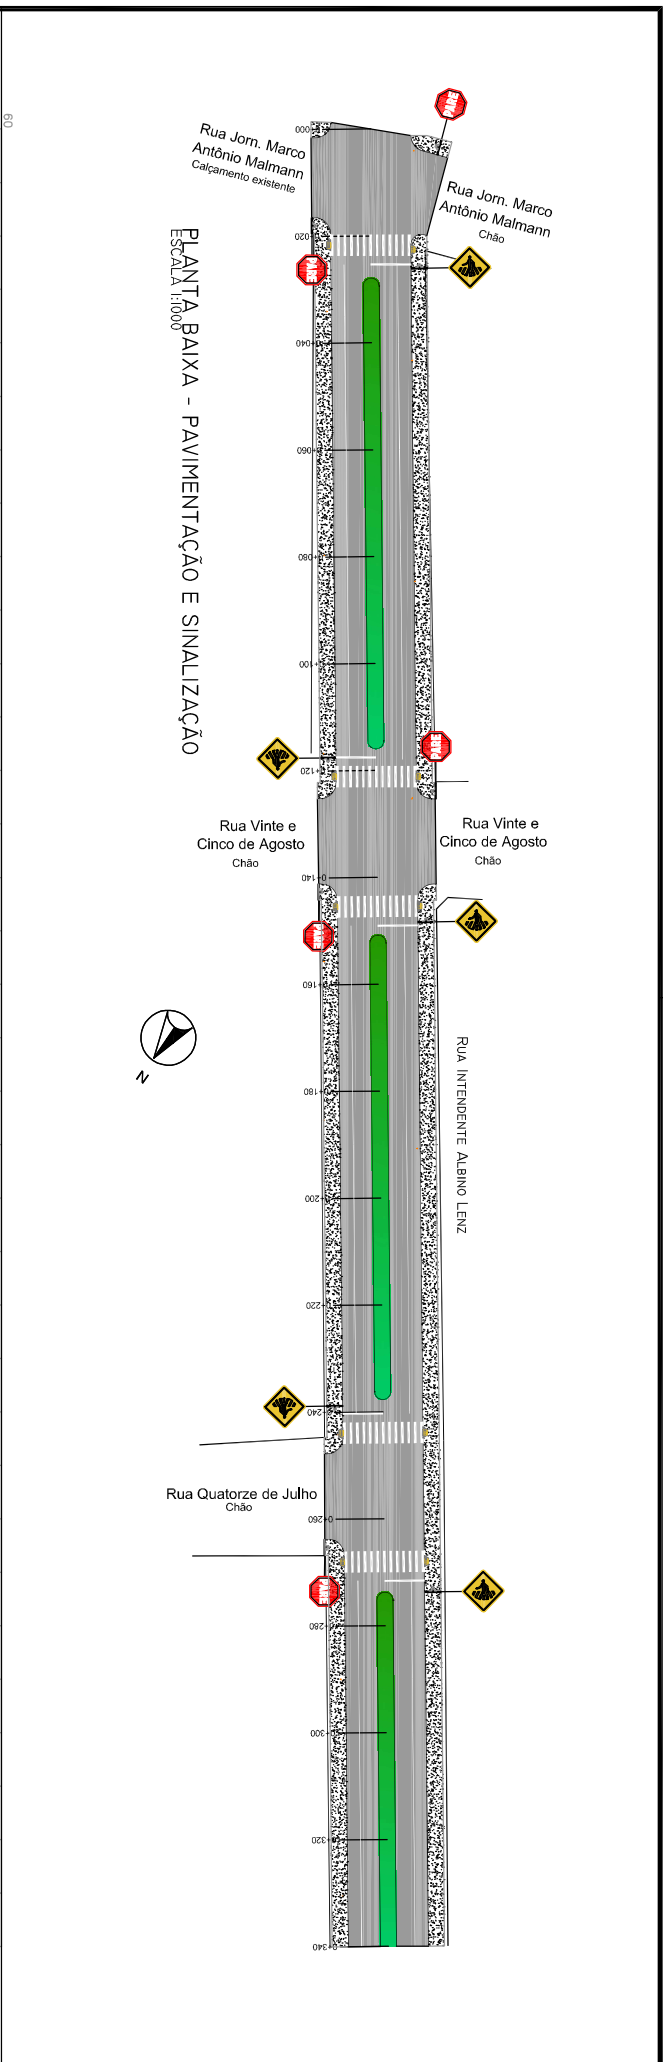 60
PARE
Rua Jorn. Marco
Antônio Malmann
Calçamento existente
0+000
Rua Jorn. Marco
Antônio Malmann
Chão
0+020
PARE
PLANTA BAIXA - PAVIMENTAÇÃO E SINALIZAÇÃO
ESCALA 1:1000
0+040
0+060
0+080
0+100
PARE
0+120
Rua Vinte e
Cinco de Agosto
Chão
Rua Vinte e
Cinco de Agosto
Chão
0+140
PARE
0+160
N
RUA INTENDENTE ALBINO LENZ
0+180
0+200
0+220
0+240
Rua Quatorze de Julho
Chão
0+260
PARE
0+280
0+300
0+320
0+340